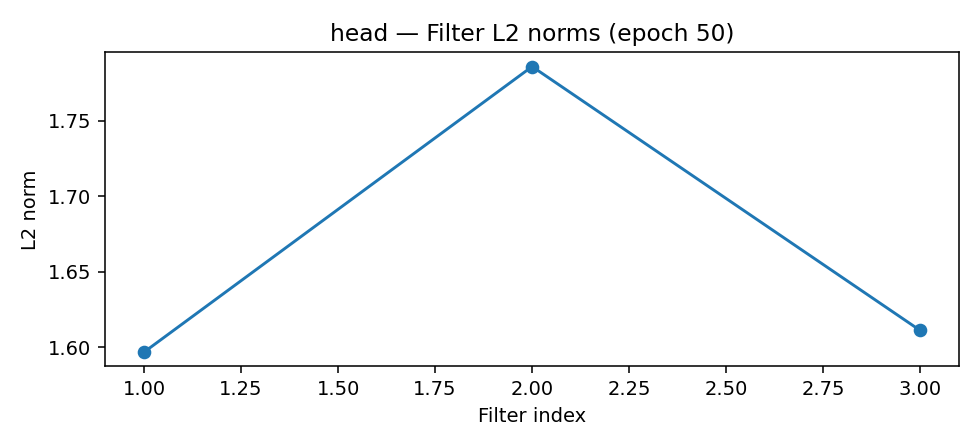 head — Filter L2 norms (epoch 50)
1.75
1.70
1.65
1.60
L2 norm
1.00 1.25 1.50 1.75 2.00 2.25 2.50 2.75 3.00
Filter index